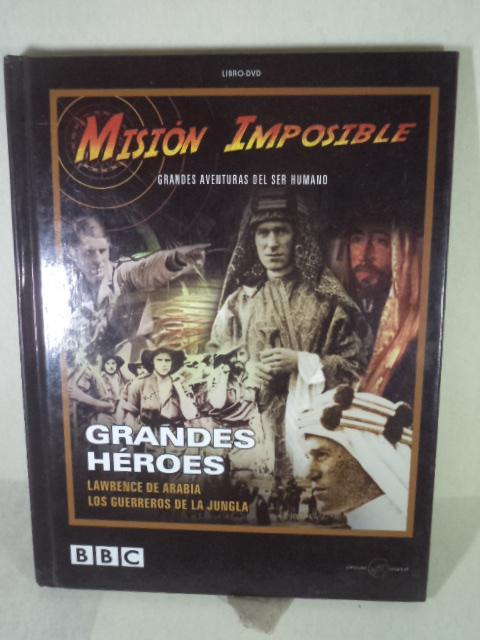 LIBRO-DVD
MISIÓN IMPOSIBLE
GRANDES AVENTURAS DEL SER HUMANO
GRANDES
HÉROES
LAWRENCE DE ARABIA
LOS GUERREROS DE LA JUNGLA
BBC